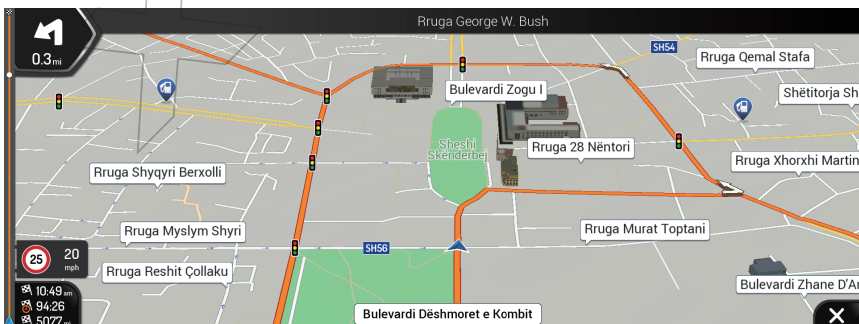 Rruga George W. Bush
0.3 mi
SH54
Rruga Qemal Stafa
Bulevardi Zogu I
Shëtitorja Sh
Sheshi
Skenderbej
Rruga 28 Nëntori
Rruga Xhorxhi Martin
Rruga Shyqyri Berxolli
Rruga Myslym Shyri
Rruga Murat Toptani
SH56
25
20
mph
Rruga Reshit Çollaku
Bulevardi Zhane D'A
10:49 am
94:26
5077 mi
Bulevardi Dëshmoret e Kombit